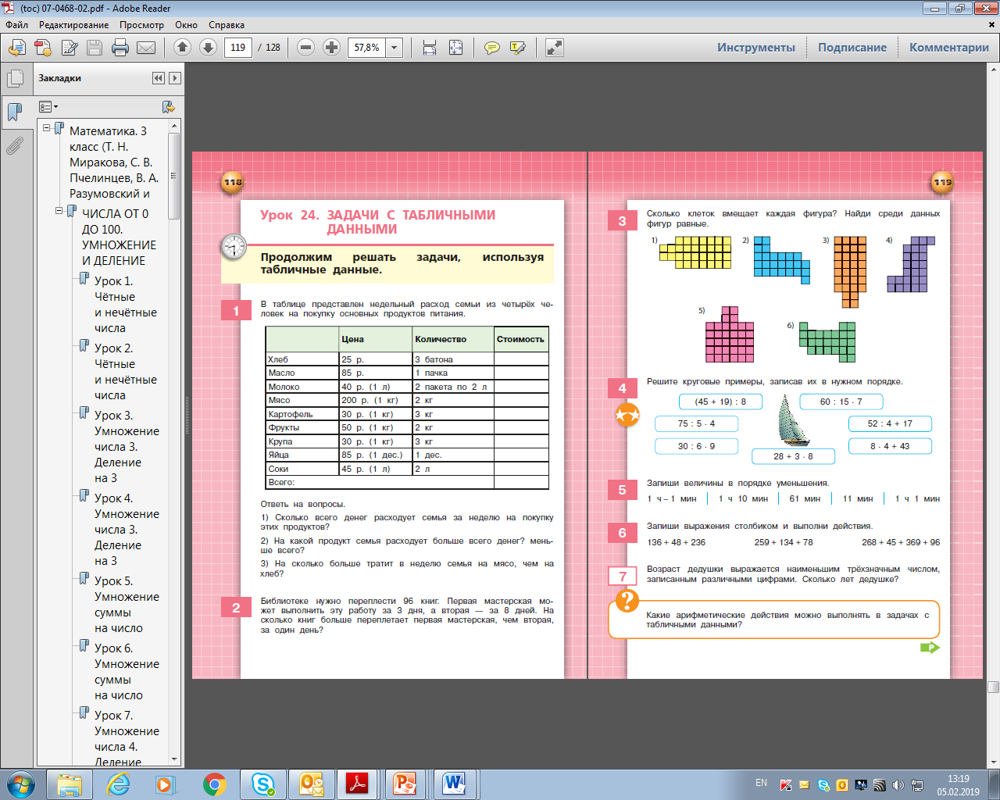 (toc) 07-0468-02.pdf - Adobe Reader
Файл Редактирование Просмотр Окно Справка
119 / 128 57,8% Инструменты Подписание Комментарии
Закладки
Математика. 3
класс (Т. Н.
Миракова, С. В.
Пчелинцев, В. А.
Разумовский и
ЧИСЛА ОТ 0
ДО 100.
УМНОЖЕНИЕ
И ДЕЛЕНИЕ
Урок 1.
Чётные
и нечётные
числа
Урок 2.
Чётные
и нечётные
числа
Урок 3.
Умножение
числа 3.
Деление
на 3
Урок 4.
Умножение
числа 3.
Деление
на 3
Урок 5.
Умножение
суммы
на число
Урок 6.
Умножение
суммы
на число
Урок 7.
Умножение
числа 4.
Деление
118
Урок 24. ЗАДАЧИ С ТАБЛИЧНЫМИ
ДАННЫМИ
Продолжим решать задачи, используя
табличные данные.
1
В таблице представлен недельный расход семьи из четырёх че-
ловек на покупку основных продуктов питания.
Цена Количество Стоимость
Хлеб 25 р. 3 батона
Масло 85 р. 1 пачка
Молоко 40 р. (1 л) 2 пакета по 2 л
Мясо 200 р. (1 кг) 2 кг
Картофель 30 р. (1 кг) 3 кг
Фрукты 50 р. (1 кг) 2 кг
Крупа 30 р. (1 кг) 3 кг
Яйца 85 р. (1 дес.) 1 дес.
Соки 45 р. (1 л) 2 л
Всего:
Ответь на вопросы.
1) Сколько всего денег расходует семья за неделю на покупку
этих продуктов?
2) На какой продукт семья расходует больше всего денег? мень-
ше всего?
3) На сколько больше тратит в неделю семья на мясо, чем на
хлеб?
2
Библиотеке нужно переплести 96 книг. Первая мастерская мо-
жет выполнить эту работу за 3 дня, а вторая — за 8 дней. На
сколько книг больше переплетает первая мастерская, чем вторая,
за один день?
119
3
Сколько клеток вмещает каждая фигура? Найди среди данных
фигур равные.
1) 2) 3) 4)
5) 6)
4
Решите круговые примеры, записав их в нужном порядке.
(45 + 19) : 8 60 : 15 · 7
75 : 5 · 4 52 : 4 + 17
30 : 6 · 9 28 + 3 · 8 8 · 4 + 43
5
Запиши величины в порядке уменьшения.
1 ч – 1 мин 1 ч 10 мин 61 мин 11 мин 1 ч 1 мин
6
Запиши выражения столбиком и выполни действия.
136 + 48 + 236 259 + 134 + 78 268 + 45 + 369 + 96
7
Возраст дедушки выражается наименьшим трёхзначным числом,
записанным различными цифрами. Сколько лет дедушке?
?
Какие арифметические действия можно выполнять в задачах с
табличными данными?
Р
EN
13:19
05.02.2019